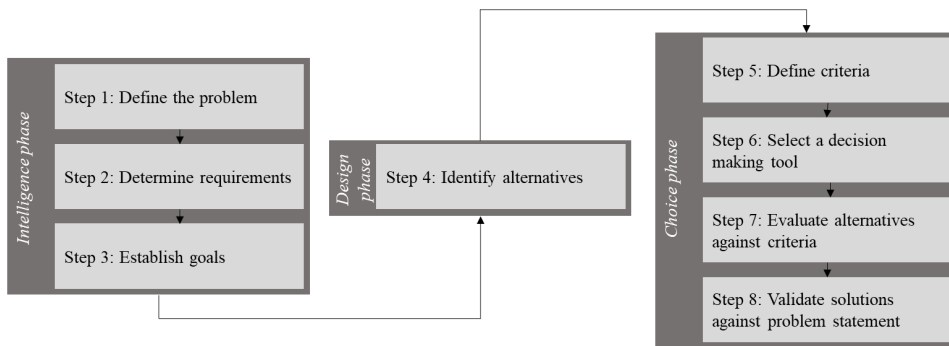 Intelligence phase
Step 1: Define the problem
Step 2: Determine requirements
Step 3: Establish goals
Design
phase
Step 4: Identify alternatives
Choice phase
Step 5: Define criteria
Step 6: Select a decision
making tool
Step 7: Evaluate alternatives
against criteria
Step 8: Validate solutions
against problem statement